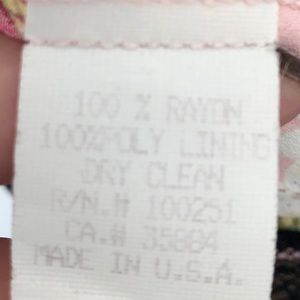 100 % RAYON
100%POLY LINING
DRY CLEAN
R/N.# 100251
CA.# 35884
MADE IN U.S.A.